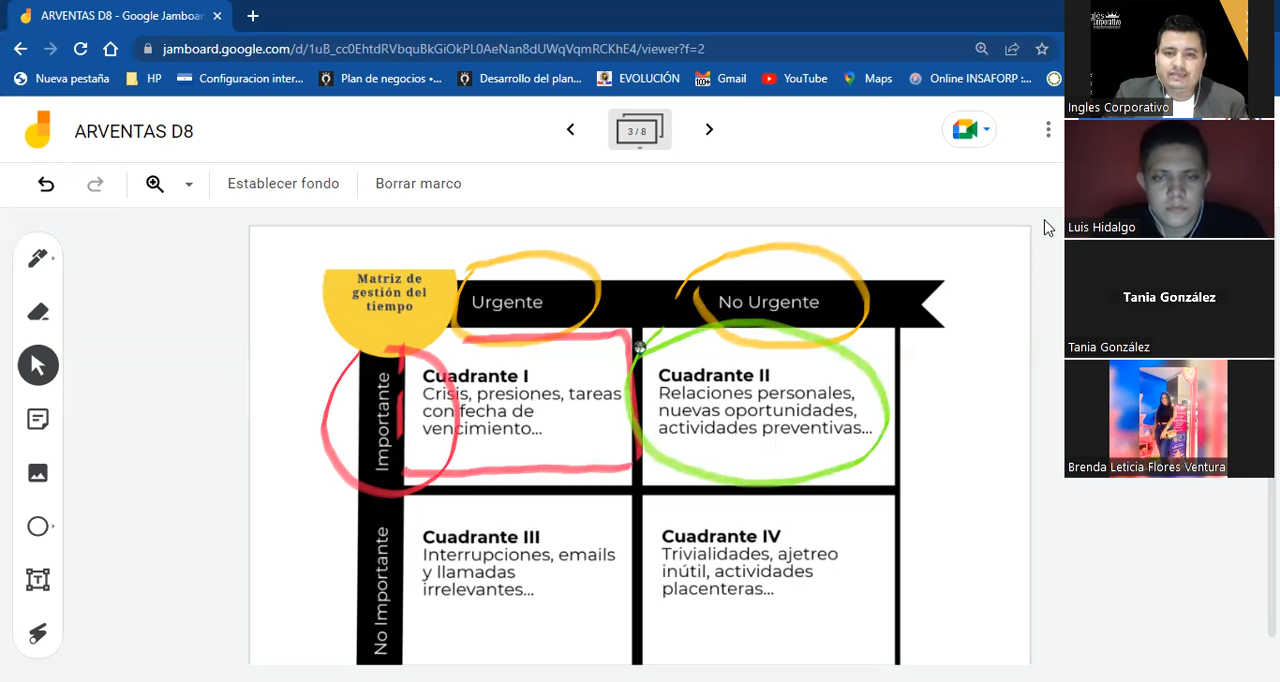 ARVENTAS D8 - Google Jamboa
jamboard.google.com/d/1uB_cc0EhtdRVbquBkGiOkPL0AeNan8dUWqVqmRCKhE4/viewer?f=2
Nueva pestaña
HP
Configuracion inter...
Plan de negocios •...
Desarrollo del plan...
EVOLUCIÓN
100+
Gmail
YouTube
Maps
Online INSAFORP :...
ARVENTAS D8
3 / 8
Establecer fondo
Borrar marco
Matriz de
gestión del
tiempo
Urgente
No Urgente
Importante
Cuadrante I
Crisis, presiones, tareas
con fecha de
vencimiento...
Cuadrante II
Relaciones personales,
nuevas oportunidades,
actividades preventivas...
No Importante
Cuadrante III
Interrupciones, emails
y llamadas
irrelevantes...
Cuadrante IV
Trivialidades, ajetreo
inútil, actividades
placenteras...
Corporativo
Ingles Corporativo
Luis Hidalgo
Tania González
Tania González
Brenda Leticia Flores Ventura